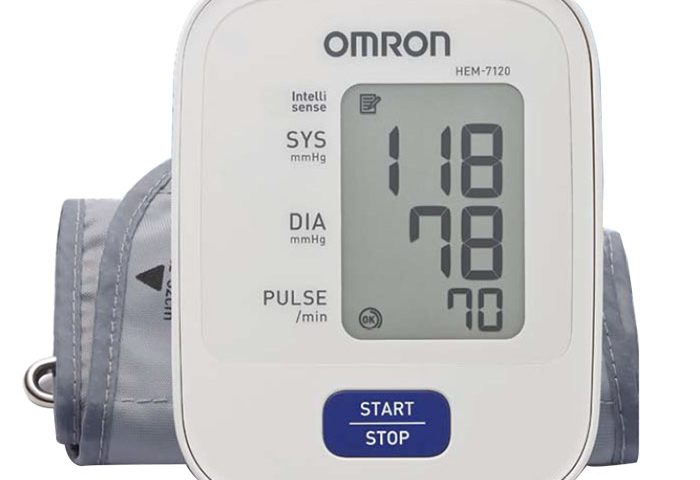 OMRON
HEM-7120
Intelli
sense
SYS
mmHg
118
DIA
mmHg
78
PULSE
/min
70
OK
START
STOP